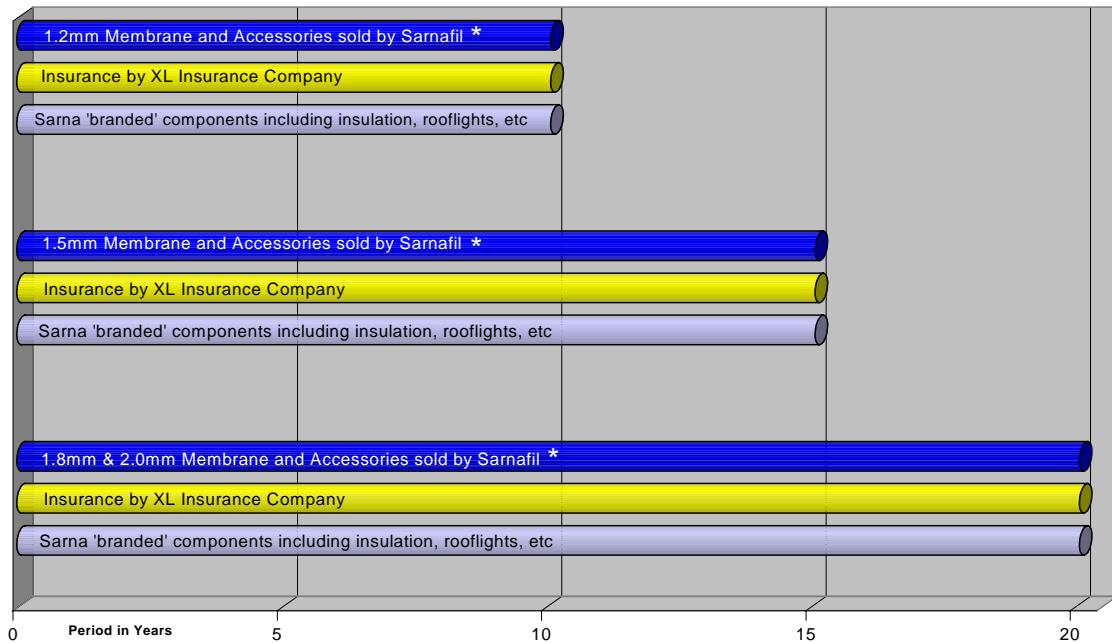 1.2mm Membrane and Accessories sold by Sarnafil *
Insurance by XL Insurance Company
Sarna 'branded' components including insulation, rooflights, etc
1.5mm Membrane and Accessories sold by Sarnafil *
Insurance by XL Insurance Company
Sarna 'branded' components including insulation, rooflights, etc
1.8mm & 2.0mm Membrane and Accessories sold by Sarnafil *
Insurance by XL Insurance Company
Sarna 'branded' components including insulation, rooflights, etc
0 Period in Years 5 10 15 20